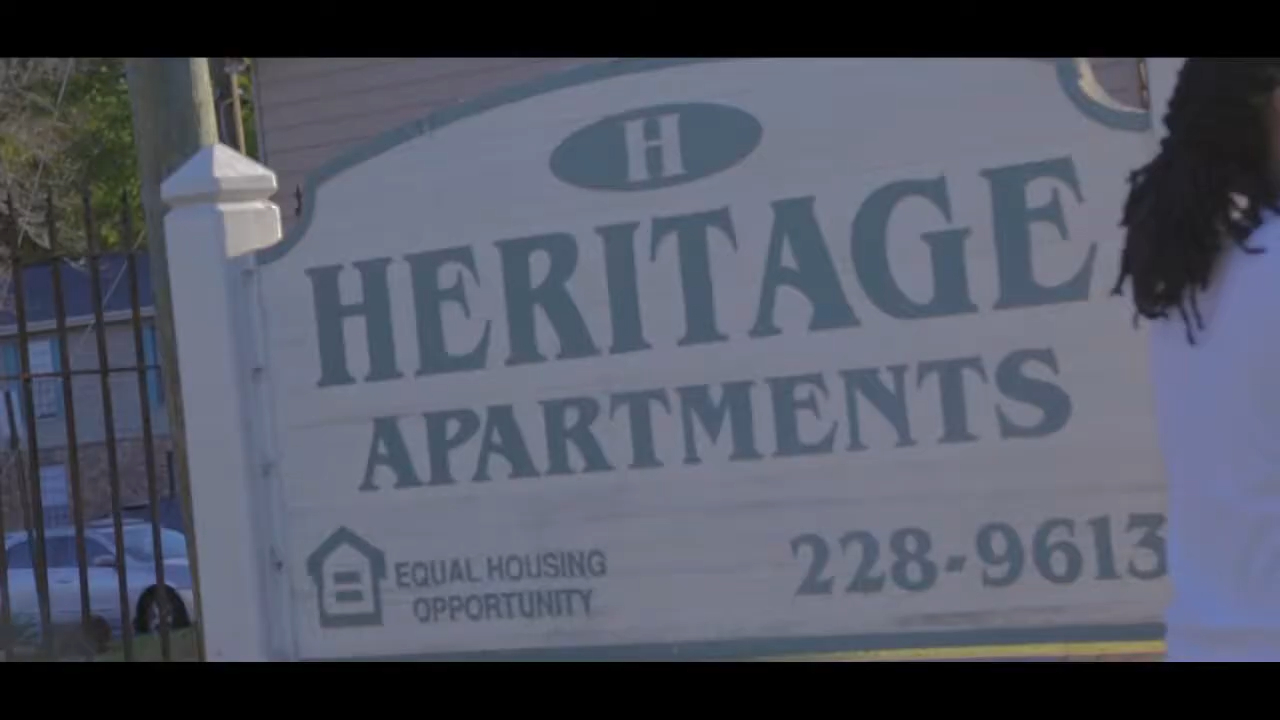 H
HERITAGE
APARTMENTS
EQUAL HOUSING
OPPORTUNITY
228-9613